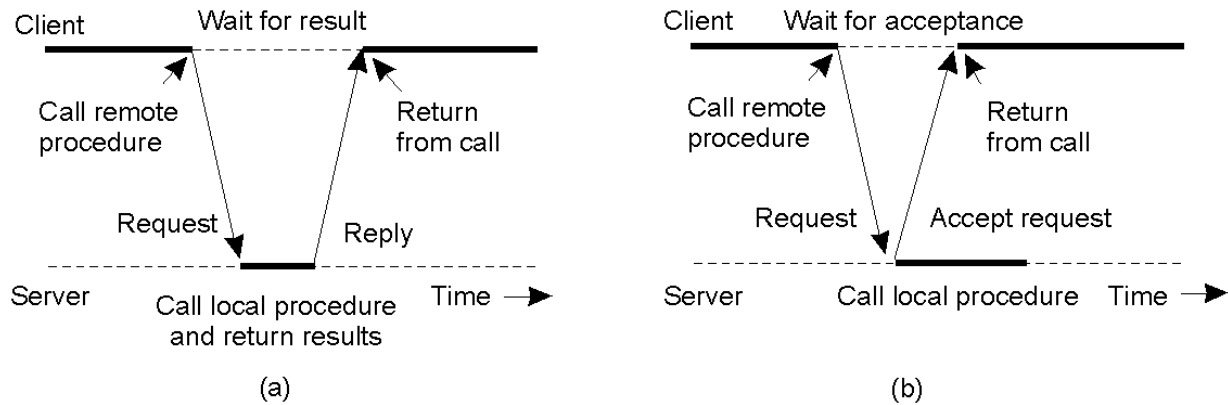 Client
Wait for result
Call remote
procedure
Return
from call
Request
Reply
Server
Call local procedure
and return results
Time
(a)
Client
Wait for acceptance
Call remote
procedure
Return
from call
Request
Accept request
Server
Call local procedure
Time
(b)